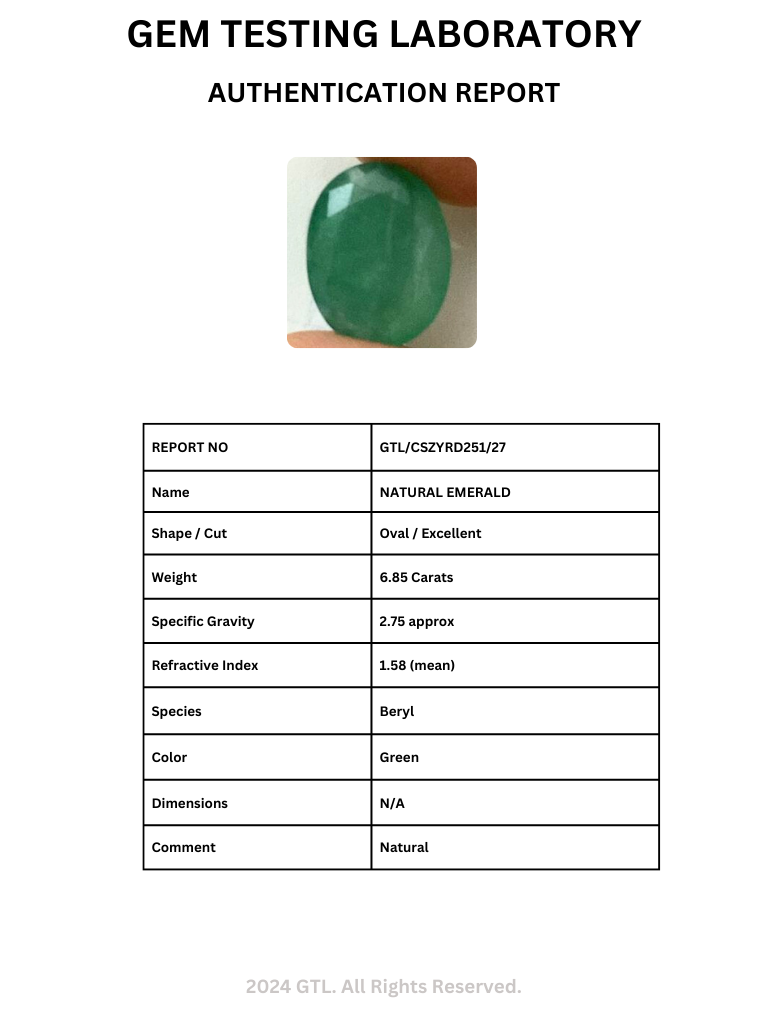 GEM TESTING LABORATORY
AUTHENTICATION REPORT
REPORT NO GTL/CSZYRD251/27
Name NATURAL EMERALD
Shape / Cut Oval / Excellent
Weight 6.85 Carats
Specific Gravity 2.75 approx
Refractive Index 1.58 (mean)
Species Beryl
Color Green
Dimensions N/A
Comment Natural
2024 GTL. All Rights Reserved.